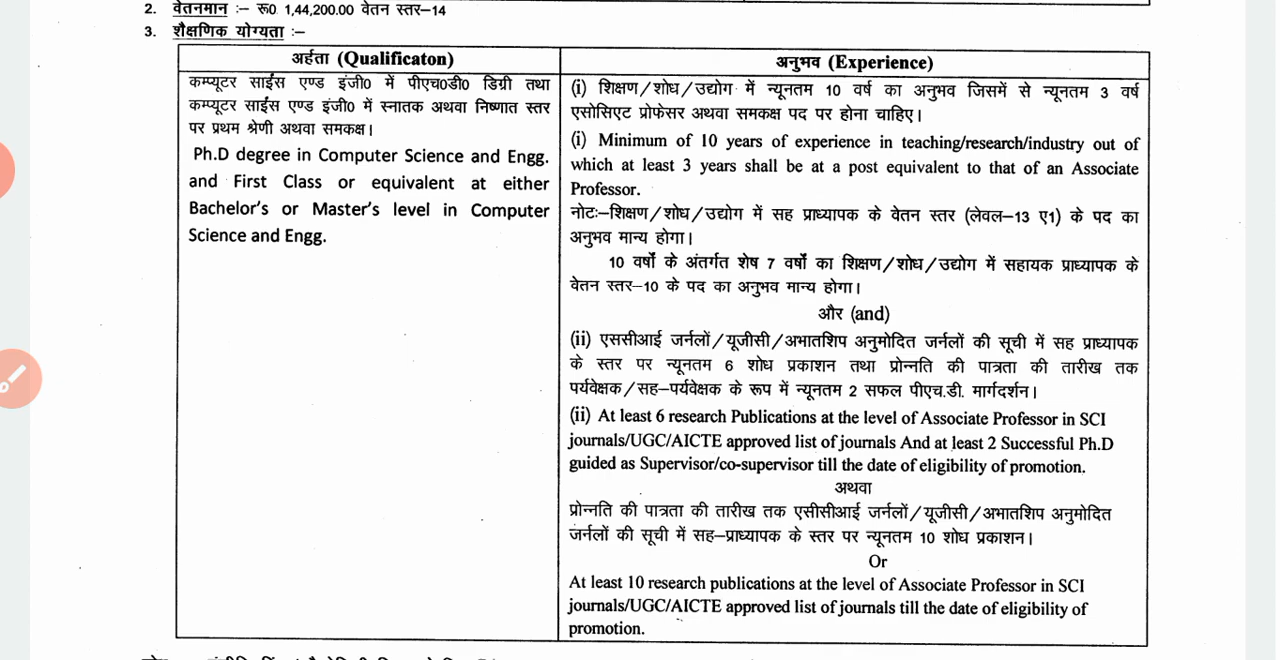 2. वेतनमान :– रू0 1,44,200.00 वेतन स्तर–14
3. शैक्षणिक योग्यता :–
अर्हता (Qualificaton)
कम्प्यूटर साईंस एण्ड इंजी0 में पीएच0डी0 डिग्री तथा
कम्प्यूटर साईंस एण्ड इंजी0 में स्नातक अथवा निष्णात स्तर
पर प्रथम श्रेणी अथवा समकक्ष।
Ph.D degree in Computer Science and Engg.
and First Class or equivalent at either
Bachelor's or Master's level in Computer
Science and Engg.
अनुभव (Experience)
(i) शिक्षण/शोध/उद्योग में न्यूनतम 10 वर्ष का अनुभव जिसमें से न्यूनतम 3 वर्ष
एसोसिएट प्रोफेसर अथवा समकक्ष पद पर होना चाहिए।
(i) Minimum of 10 years of experience in teaching/research/industry out of
which at least 3 years shall be at a post equivalent to that of an Associate
Professor.
नोटः–शिक्षण/शोध/उद्योग में सह प्राध्यापक के वेतन स्तर (लेवल–13 ए1) के पद का
अनुभव मान्य होगा।
10 वर्षों के अंतर्गत शेष 7 वर्षों का शिक्षण/शोध/उद्योग में सहायक प्राध्यापक के
वेतन स्तर–10 के पद का अनुभव मान्य होगा।
और (and)
(ii) एससीआई जर्नलों/यूजीसी/अभातशिप अनुमोदित जर्नलों की सूची में सह प्राध्यापक
के स्तर पर न्यूनतम 6 शोध प्रकाशन तथा प्रोन्नति की पात्रता की तारीख तक
पर्यवेक्षक/सह–पर्यवेक्षक के रूप में न्यूनतम 2 सफल पीएच.डी. मार्गदर्शन।
(ii) At least 6 research Publications at the level of Associate Professor in SCI
journals/UGC/AICTE approved list of journals And at least 2 Successful Ph.D
guided as Supervisor/co-supervisor till the date of eligibility of promotion.
अथवा
प्रोन्नति की पात्रता की तारीख तक एसीसीआई जर्नलों/यूजीसी/अभातशिप अनुमोदित
जर्नलों की सूची में सह–प्राध्यापक के स्तर पर न्यूनतम 10 शोध प्रकाशन।
Or
At least 10 research publications at the level of Associate Professor in SCI
journals/UGC/AICTE approved list of journals till the date of eligibility of
promotion.